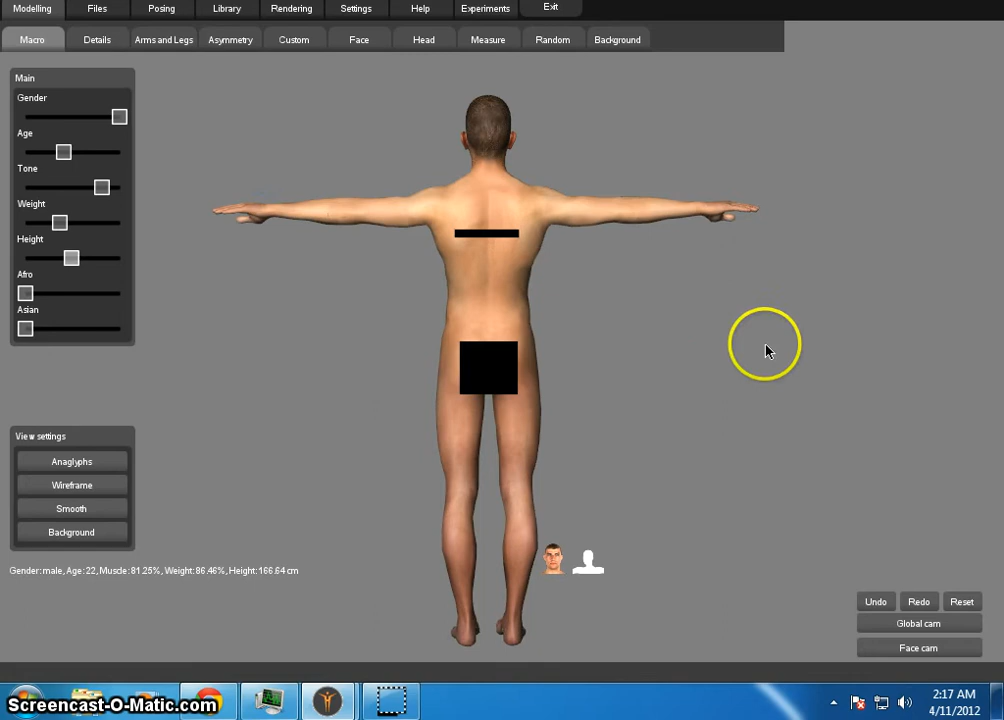 Modelling Files Posing Library Rendering Settings Help Experiments Exit
Macro Details Arms and Legs Asymmetry Custom Face Head Measure Random Background
Main
Gender
Age
Tone
Weight
Height
Afro
Asian
View settings
Anaglyphs
Wireframe
Smooth
Background
Gender: male, Age: 22, Muscle: 81.25%, Weight: 86.46%, Height: 166.64 cm
Undo Redo Reset
Global cam
Face cam
Screencast-O-Matic.com
2:17 AM
4/11/2012